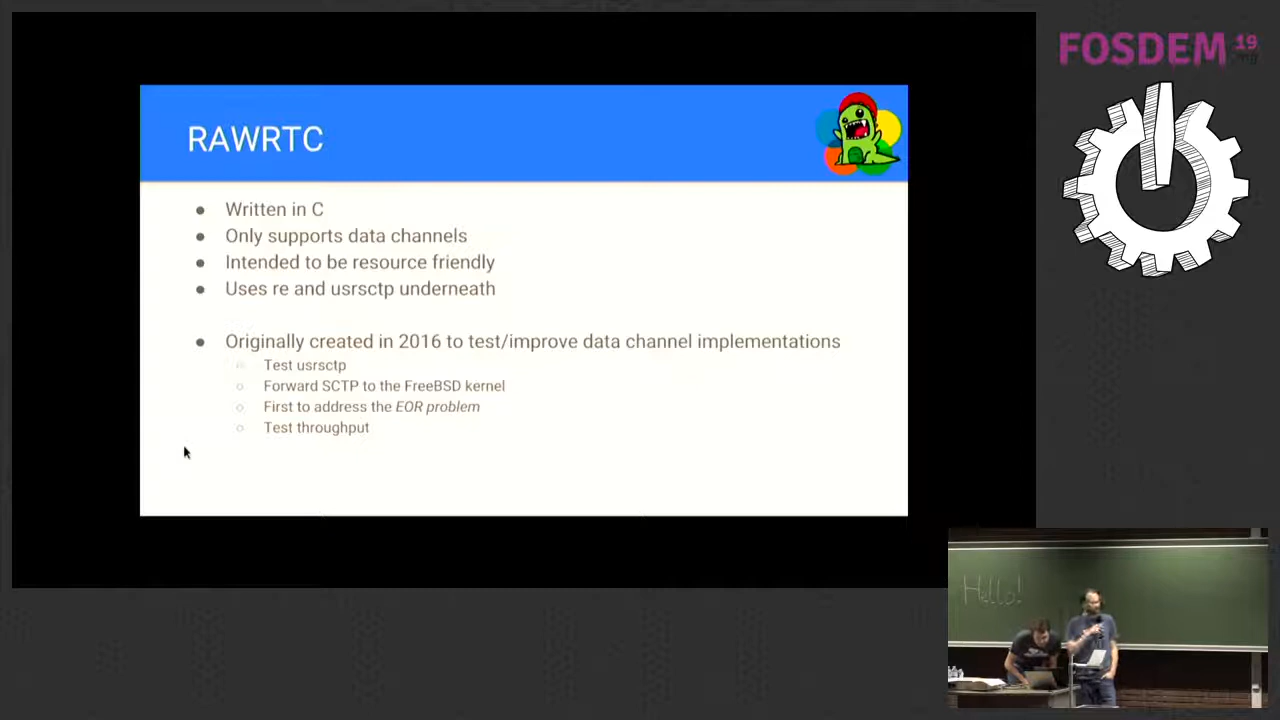 FOSDEM 19
.org
RAWRTC
Written in C
Only supports data channels
Intended to be resource friendly
Uses re and usrsctp underneath
Originally created in 2016 to test/improve data channel implementations
Test usrsctp
Forward SCTP to the FreeBSD kernel
First to address the EOR problem
Test throughput
Hello!